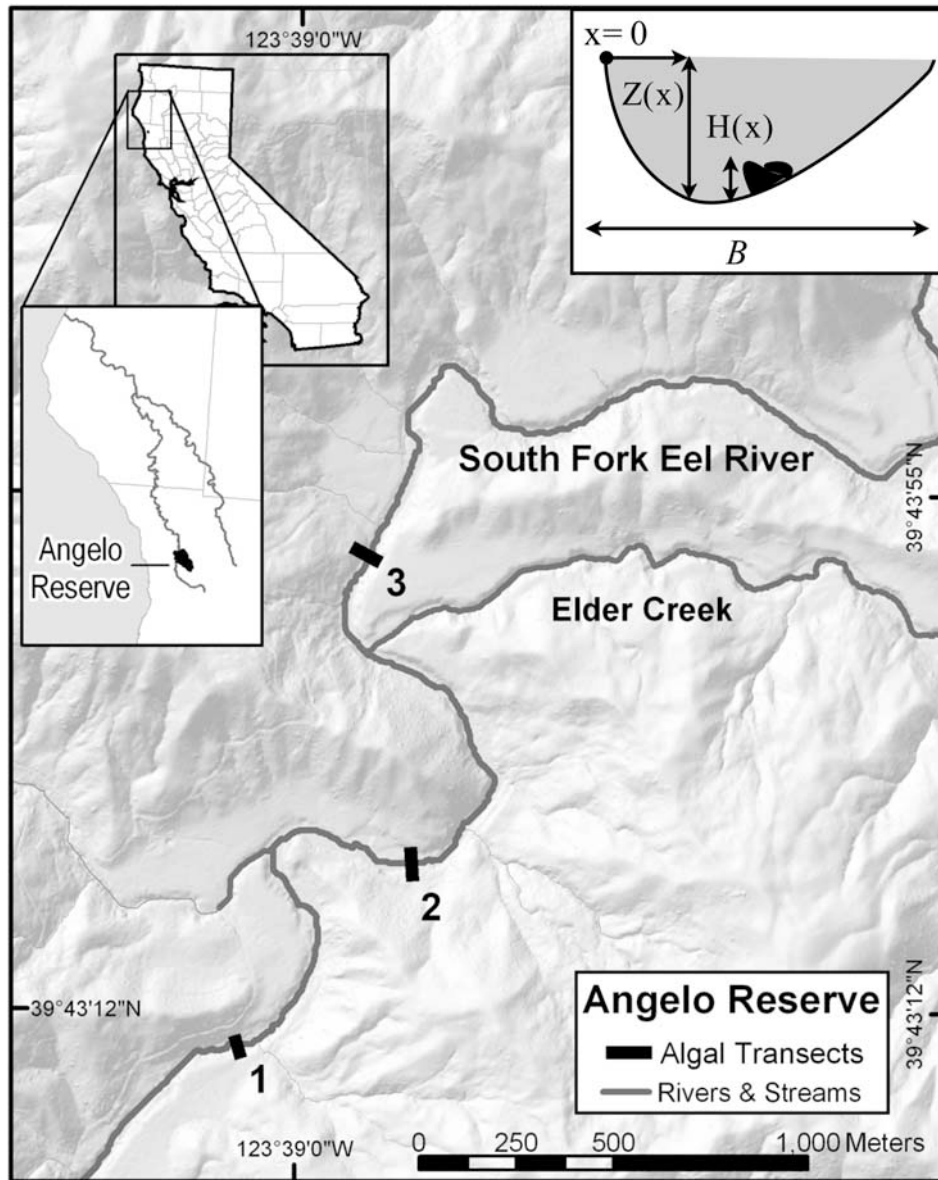 123°39'0"W
x= 0
Z(x)
H(x)
B
South Fork Eel River
39°43'55"N
Angelo
Reserve
3
Elder Creek
2
39°43'12"N
39°43'12"N
Angelo Reserve
Algal Transects
Rivers & Streams
1
123°39'0"W
0 250 500 1,000 Meters